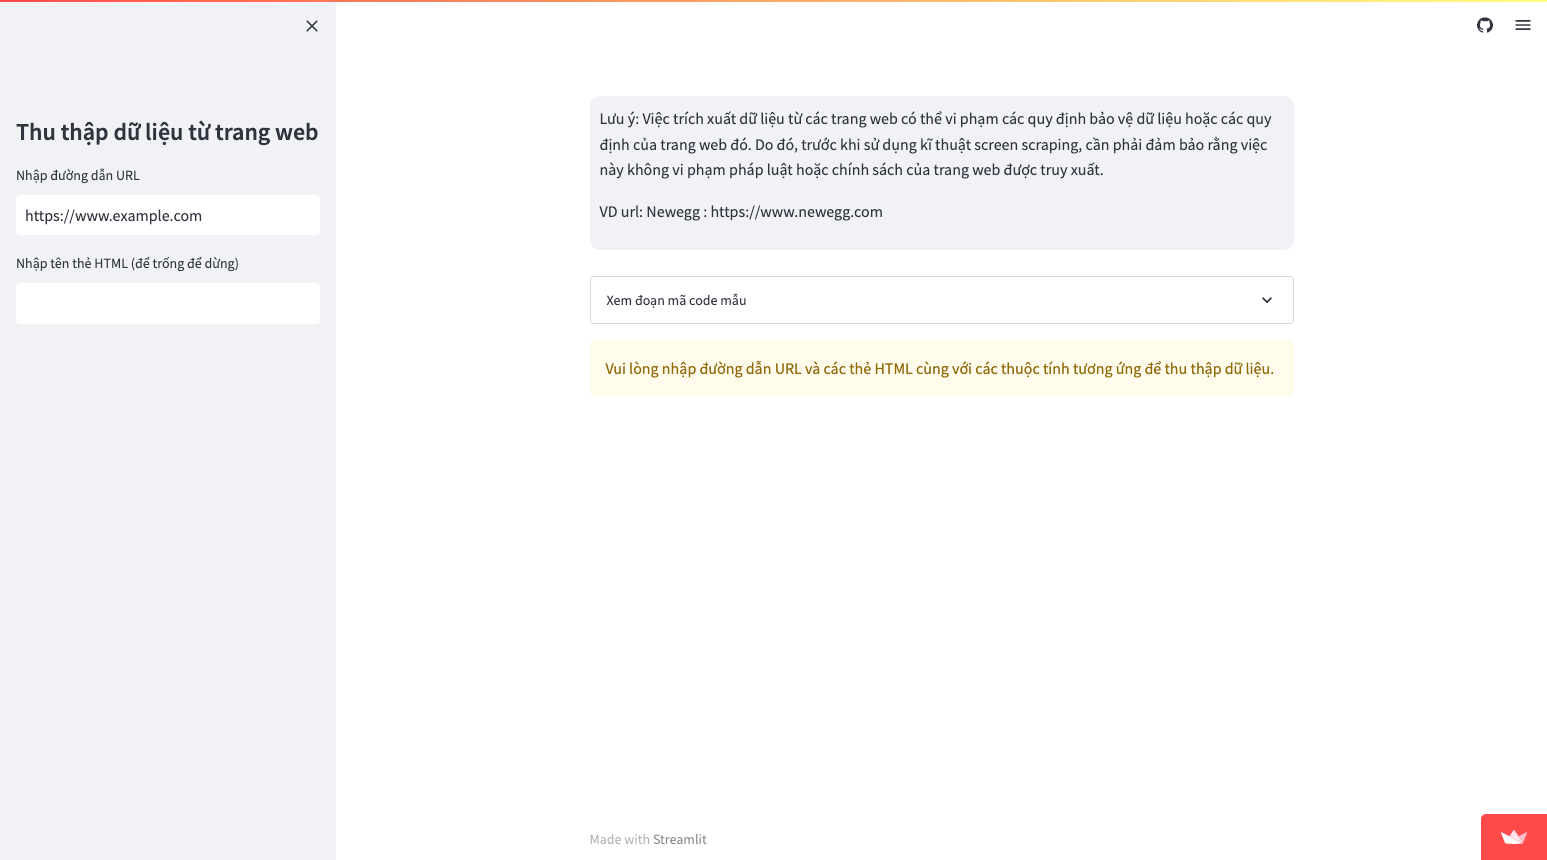 Thu thập dữ liệu từ trang web
Nhập đường dẫn URL
https://www.example.com
Nhập tên thẻ HTML (để trống để dừng)
Lưu ý: Việc trích xuất dữ liệu từ các trang web có thể vi phạm các quy định bảo vệ dữ liệu hoặc các quy
định của trang web đó. Do đó, trước khi sử dụng kĩ thuật screen scraping, cần phải đảm bảo rằng việc
này không vi phạm pháp luật hoặc chính sách của trang web được truy xuất.
VD url: Newegg : https://www.newegg.com
Xem đoạn mã code mẫu
Vui lòng nhập đường dẫn URL và các thẻ HTML cùng với các thuộc tính tương ứng để thu thập dữ liệu.
Made with Streamlit